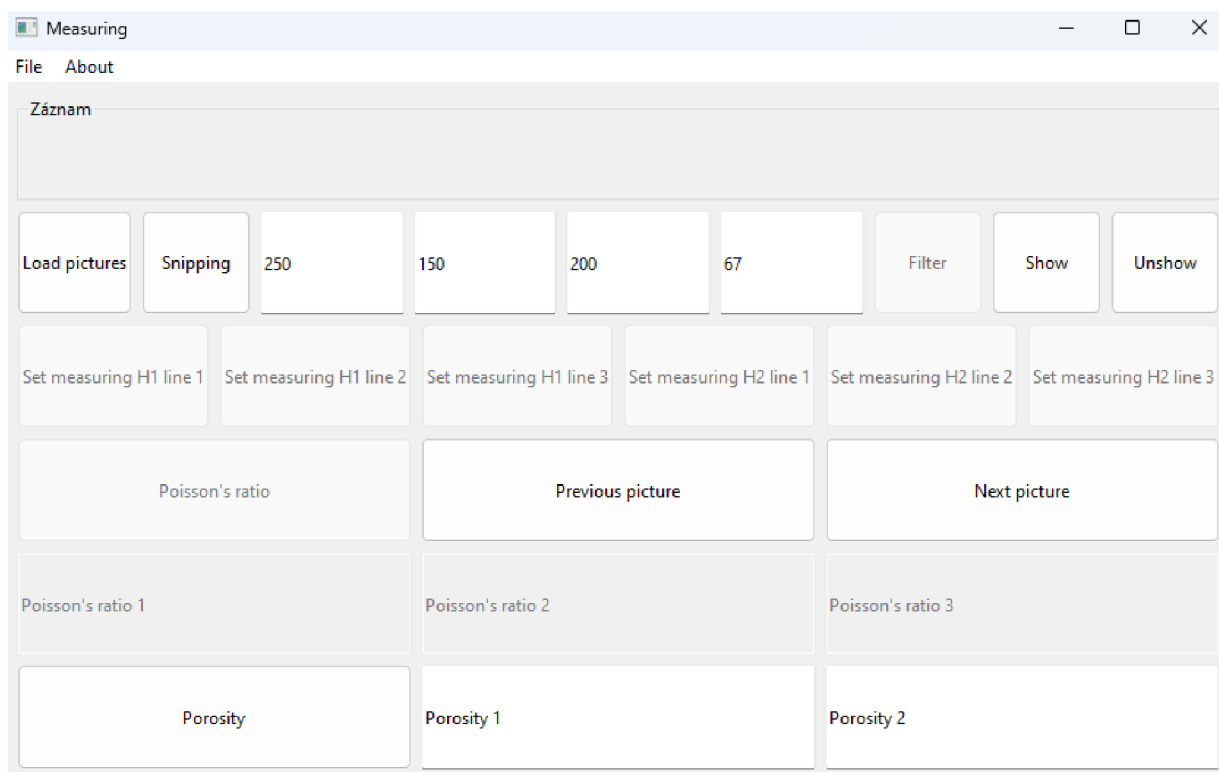 Measuring
File About
Záznam
Load pictures Snipping 250 150 200 67 Filter Show Unshow
Set measuring H1 line 1 Set measuring H1 line 2 Set measuring H1 line 3 Set measuring H2 line 1 Set measuring H2 line 2 Set measuring H2 line 3
Poisson's ratio Previous picture Next picture
Poisson's ratio 1 Poisson's ratio 2 Poisson's ratio 3
Porosity Porosity 1 Porosity 2